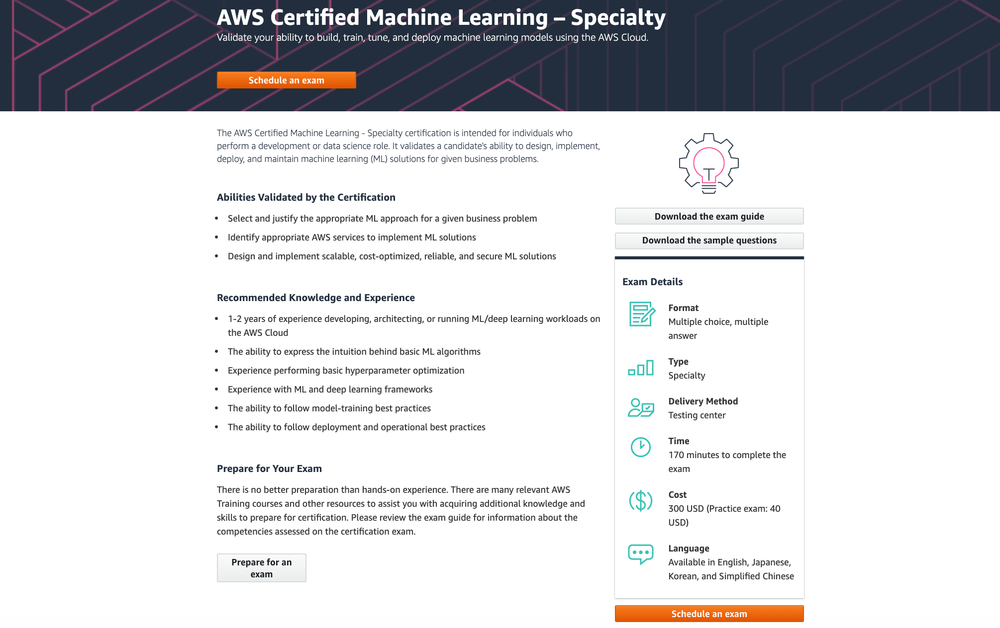 AWS Certified Machine Learning – Specialty
Validate your ability to build, train, tune, and deploy machine learning models using the AWS Cloud.
Schedule an exam
The AWS Certified Machine Learning - Specialty certification is intended for individuals who
perform a development or data science role. It validates a candidate's ability to design, implement,
deploy, and maintain machine learning (ML) solutions for given business problems.
Abilities Validated by the Certification
• Select and justify the appropriate ML approach for a given business problem
• Identify appropriate AWS services to implement ML solutions
• Design and implement scalable, cost-optimized, reliable, and secure ML solutions
Recommended Knowledge and Experience
• 1-2 years of experience developing, architecting, or running ML/deep learning workloads on
the AWS Cloud
• The ability to express the intuition behind basic ML algorithms
• Experience performing basic hyperparameter optimization
• Experience with ML and deep learning frameworks
• The ability to follow model-training best practices
• The ability to follow deployment and operational best practices
Prepare for Your Exam
There is no better preparation than hands-on experience. There are many relevant AWS
Training courses and other resources to assist you with acquiring additional knowledge and
skills to prepare for certification. Please review the exam guide for information about the
competencies assessed on the certification exam.
Prepare for an
exam
Download the exam guide
Download the sample questions
Exam Details
Format
Multiple choice, multiple
answer
Type
Specialty
Delivery Method
Testing center
Time
170 minutes to complete the
exam
Cost
300 USD (Practice exam: 40
USD)
Language
Available in English, Japanese,
Korean, and Simplified Chinese
Schedule an exam